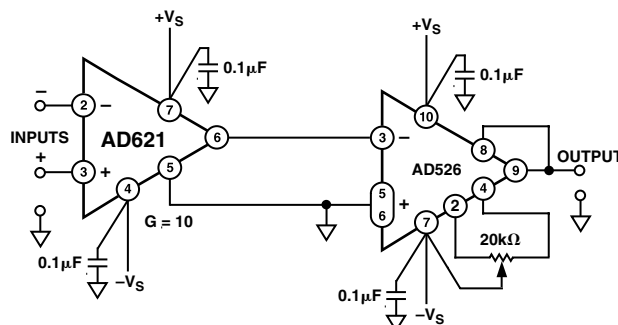 +VS
+VS
0.1µF
0.1µF
–
2
–
7
10
INPUTS
AD621
6
3
–
8
+
3
+
5
AD526
9
OUTPUT
4
5
6
+
2
4
G = 10
7
20kΩ
0.1µF
–VS
0.1µF
–VS